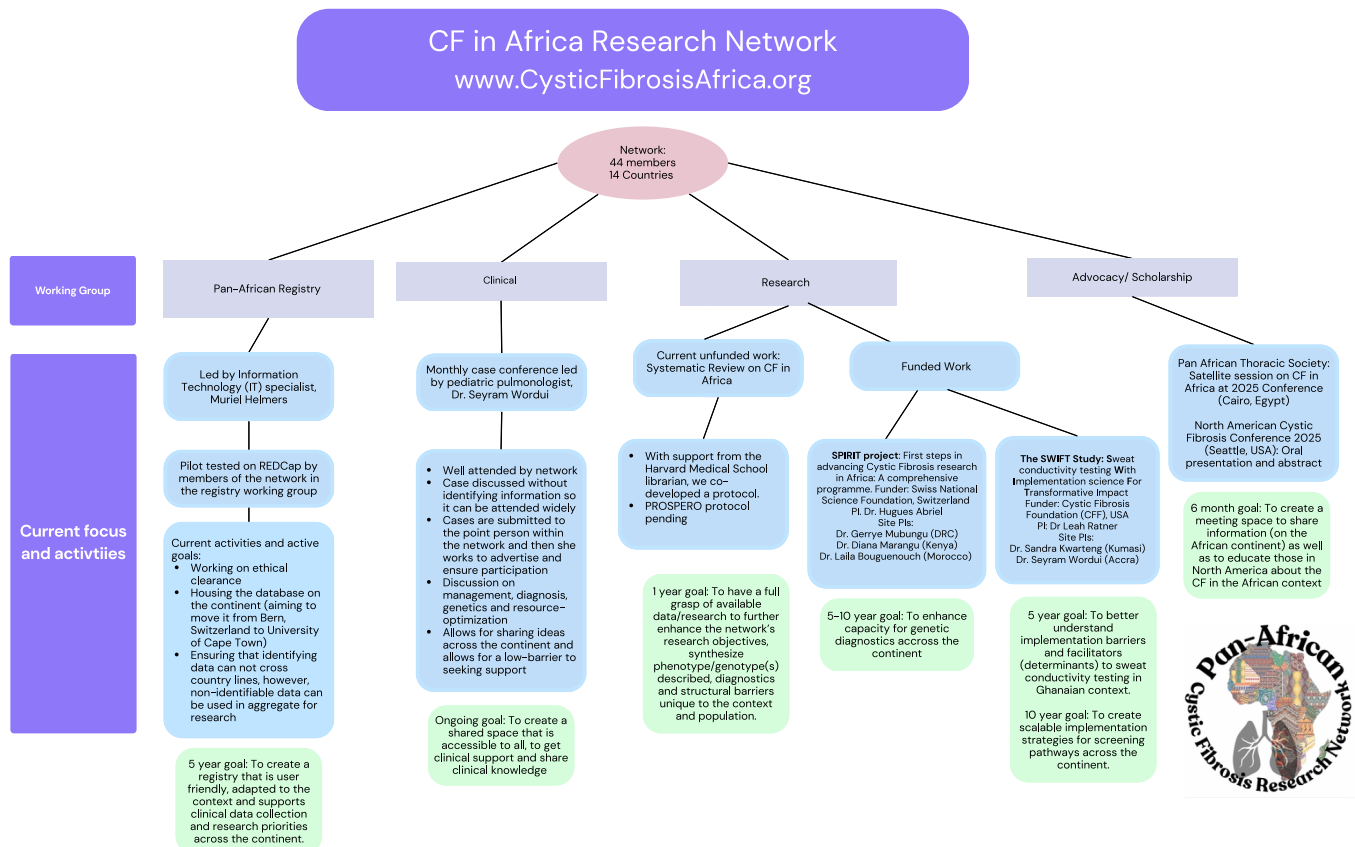 CF in Africa Research Network
www.CysticFibrosisAfrica.org
Network:
44 members
14 Countries
Working Group
Pan-African Registry
Clinical
Research
Advocacy/ Scholarship
Current focus
and activtiies
Led by Information
Technology (IT) specialist,
Muriel Helmers
Pilot tested on REDCap by
members of the network in
the registry working group
Current activities and active
goals:
• Working on ethical
clearance
• Housing the database on
the continent (aiming to
move it from Bern,
Switzerland to University
of Cape Town)
• Ensuring that identifying
data can not cross
country lines, however,
non-identifiable data can
be used in aggregate for
research
5 year goal: To create a
registry that is user
friendly, adapted to the
context and supports
clinical data collection
and research priorities
across the continent.
Monthly case conference led
by pediatric pulmonologist,
Dr. Seyram Wordui
• Well attended by network
• Case discussed without
identifying information so
it can be attended widely
• Cases are submitted to
the point person within
the network and then she
works to advertise and
ensure participation
• Discussion on
management, diagnosis,
genetics and resource-
optimization
• Allows for sharing ideas
across the continent and
allows for a low-barrier to
seeking support
Ongoing goal: To create a
shared space that is
accessible to all, to get
clinical support and share
clinical knowledge
Current unfunded work:
Systematic Review on CF in
Africa
• With support from the
Harvard Medical School
librarian, we co-
developed a protocol.
• PROSPERO protocol
pending
1 year goal: To have a full
grasp of available
data/research to further
enhance the network's
research objectives,
synthesize
phenotype/genotype(s)
described, diagnostics
and structural barriers
unique to the context
and population.
Funded Work
SPIRIT project: First steps in
advancing Cystic Fibrosis research
in Africa: A comprehensive
programme. Funder: Swiss National
Science Foundation, Switzerland
PI. Dr. Hugues Abriel
Site PIs:
Dr. Gerrye Mubungu (DRC)
Dr. Diana Marangu (Kenya)
Dr. Laila Bouguenouch (Morocco)
5-10 year goal: To enhance
capacity for genetic
diagnostics accross the
continent
The SWIFT Study: Sweat
conductivity testing With
Implementation science For
Transformative Impact
Funder: Cystic Fibrosis
Foundation (CFF), USA
PI: Dr Leah Ratner
Site PIs:
Dr. Sandra Kwarteng (Kumasi)
Dr. Seyram Wordui (Accra)
5 year goal: To better
understand
implementation barriers
and facilitators
(determinants) to sweat
conductivity testing in
Ghanaian context.
10 year goal: To create
scalable implementation
strategies for screening
pathways across the
continent.
Pan African Thoracic Society:
Satellite session on CF in
Africa at 2025 Conference
(Cairo, Egypt)
North American Cystic
Fibrosis Conference 2025
(Seattle, USA): Oral
presentation and abstract
6 month goal: To create a
meeting space to share
information (on the
African continent) as well
as to educate those in
North America about the
CF in the African context
Pan-African
Cystic Fibrosis Research Network